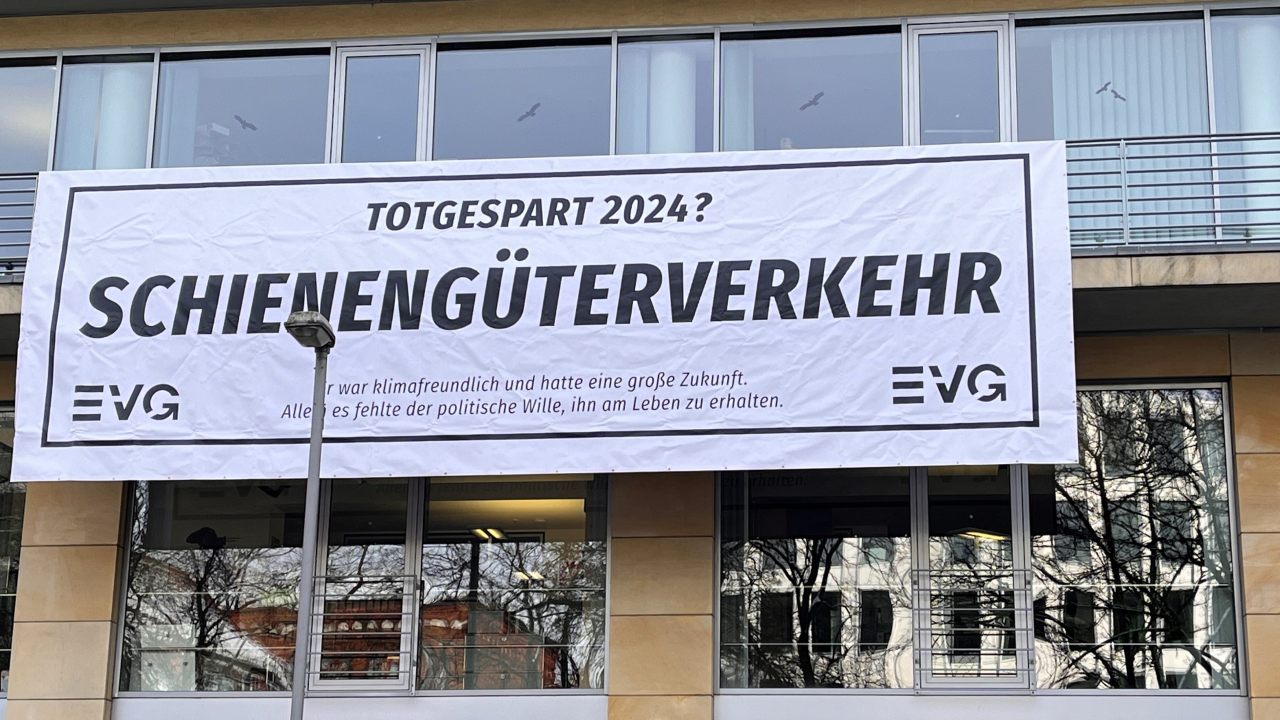 TOTGESPART 2024?
SCHIENENGÜTERVERKEHR
war klimafreundlich und hatte eine große Zukunft.
es fehlte der politische Wille, ihn am Leben zu erhalten.
EVG
EVG